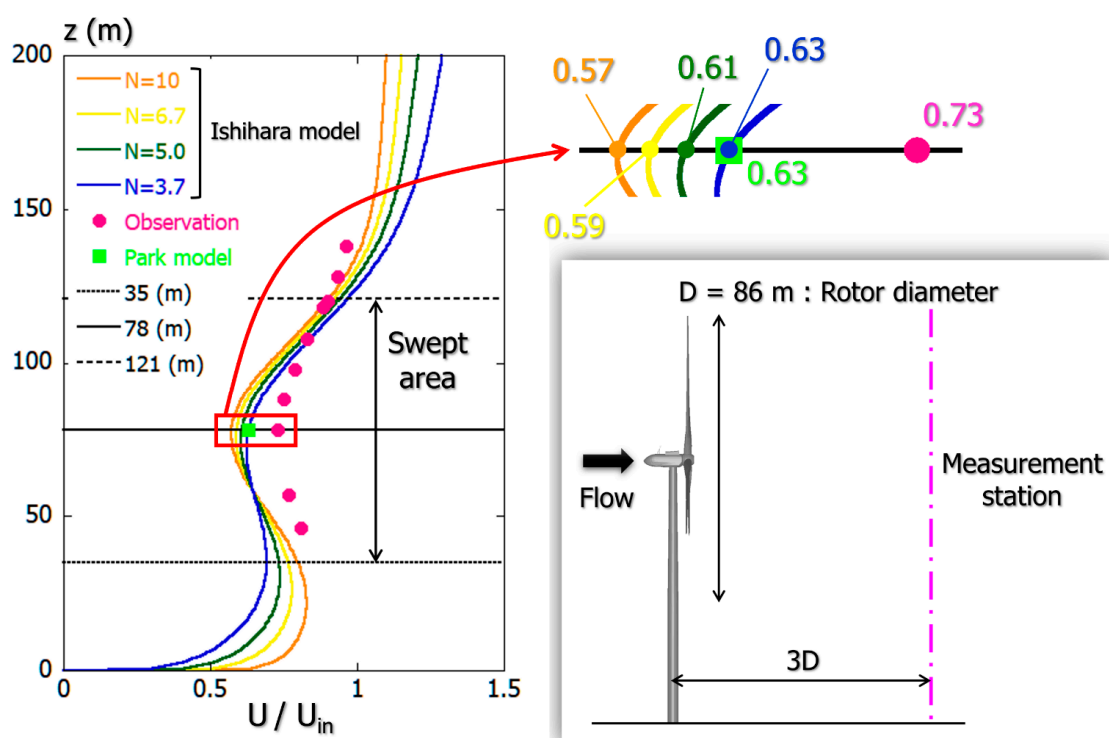 z (m)
200
150
100
50
0
0
0.5
1
1.5
U / Uin
N=10
N=6.7
N=5.0
N=3.7
Ishihara model
Observation
Park model
35 (m)
78 (m)
121 (m)
Swept
area
0.57
0.61
0.63
0.73
0.59
0.63
D = 86 m : Rotor diameter
Flow
Measurement
station
3D